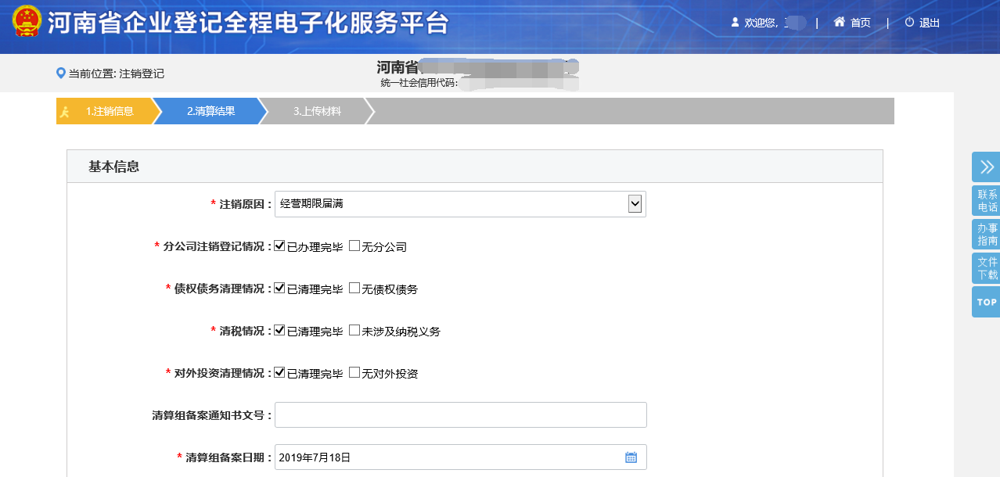 河南省企业登记全程电子化服务平台
欢迎您, | 首页 | 退出
当前位置: 注销登记
河南省
统一社会信用代码:
1.注销信息 2.清算结果 3.上传材料
基本信息
* 注销原因 : 经营期限届满
* 分公司注销登记情况 : 已办理完毕 无分公司
* 债权债务清理情况 : 已清理完毕 无债权债务
* 清税情况 : 已清理完毕 未涉及纳税义务
* 对外投资清理情况 : 已清理完毕 无对外投资
清算组备案通知书文号 :
* 清算组备案日期 : 2019年7月18日
联系
电话
办事
指南
文件
下载
TOP